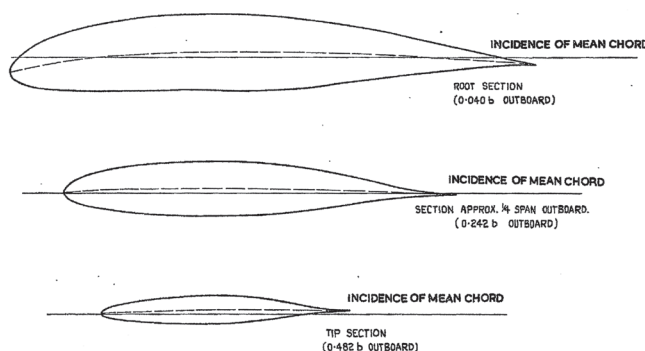 INCIDENCE OF MEAN CHORD
ROOT SECTION
(0·040 b OUTBOARD)
INCIDENCE OF MEAN CHORD
SECTION APPROX. ¼ SPAN OUTBOARD.
(0·242 b OUTBOARD)
INCIDENCE OF MEAN CHORD
TIP SECTION
(0·482 b OUTBOARD)